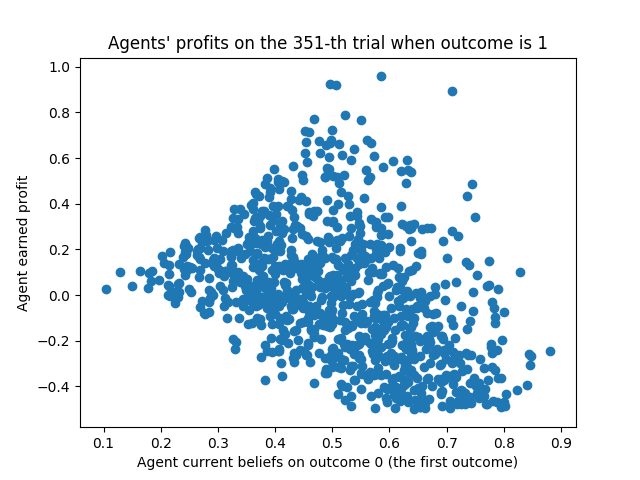 Agents' profits on the 351-th trial when outcome is 1
1.0
0.8
0.6
0.4
0.2
0.0
−0.2
−0.4
Agent earned profit
0.1 0.2 0.3 0.4 0.5 0.6 0.7 0.8 0.9
Agent current beliefs on outcome 0 (the first outcome)